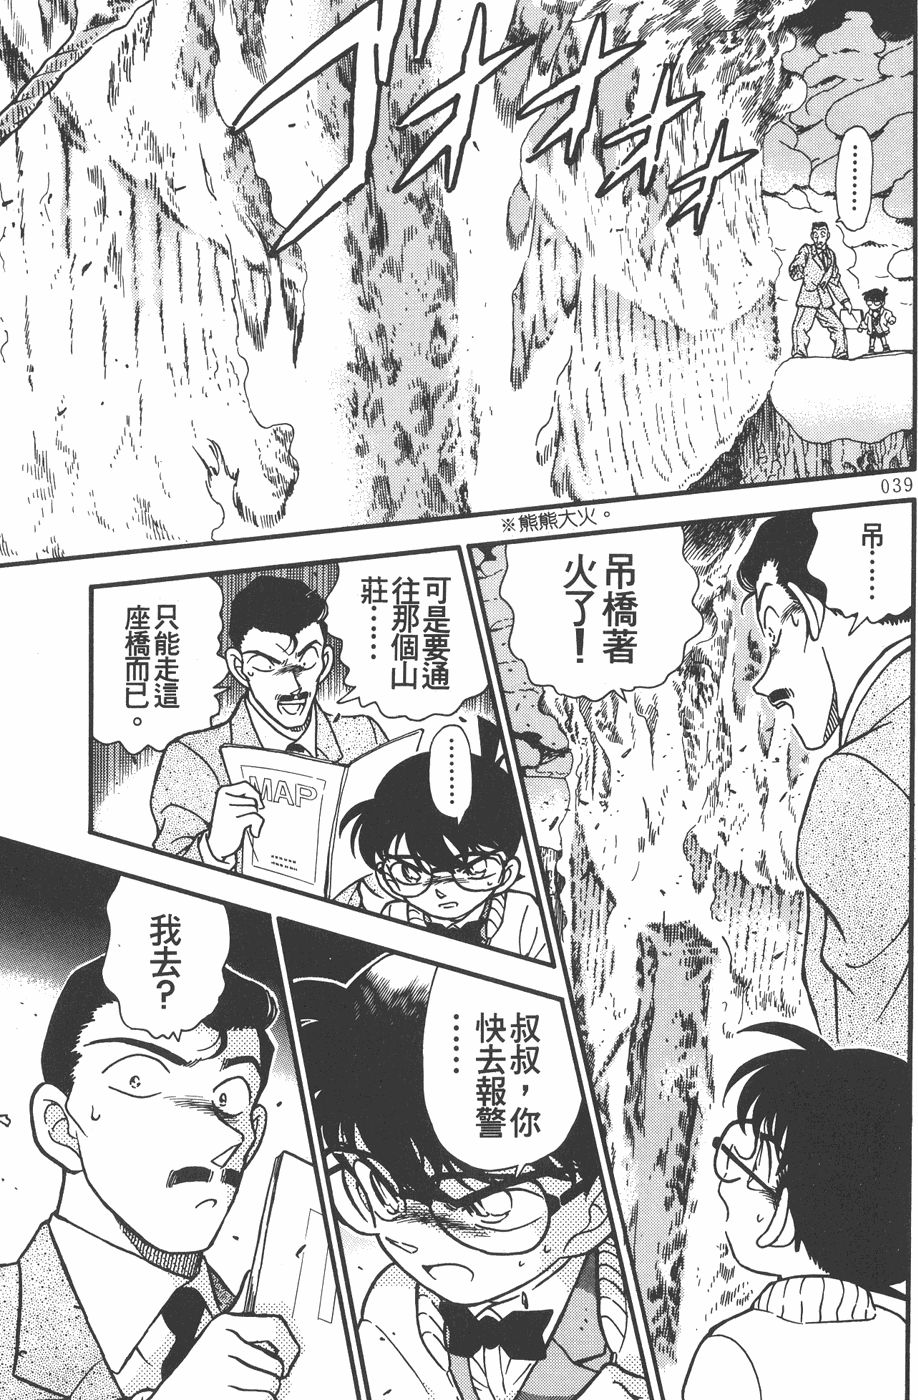 ゴオオオオ
………
039
※熊熊大火。
吊……
吊橋著
火了！
可是要通
往那個山
莊……
只能走這
座橋而已。
MAP
………
叔叔，你
快去報警
……
我去？